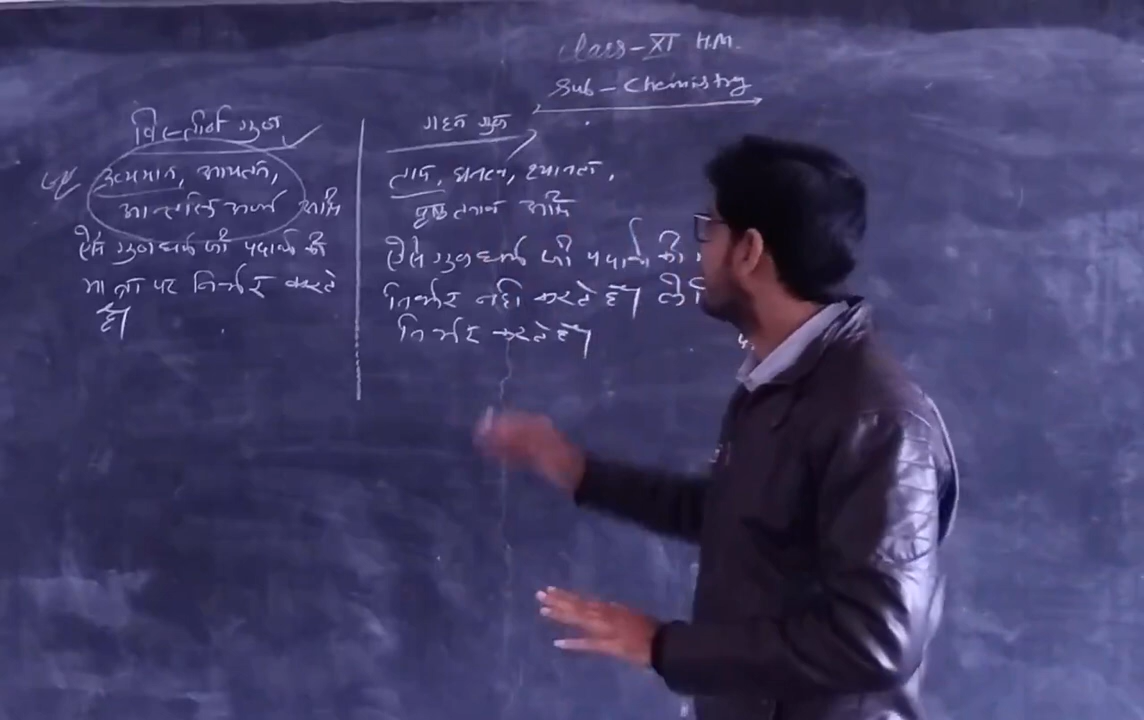 Class-XI H.M.
Sub-Chemistry
विस्तीर्ण गुण
द्रव्यमान, आयतन,
आन्तरिक ऊर्जा आदि
ऐसे गुणधर्म जो पदार्थ की
मात्रा पर निर्भर करते
है।
गहन गुण
ताप, घनत्व, श्यानता,
पृष्ठ तनाव आदि
ऐसे गुणधर्म जो पदार्थ की
निर्भर नही करते है।
निर्भर करते है।